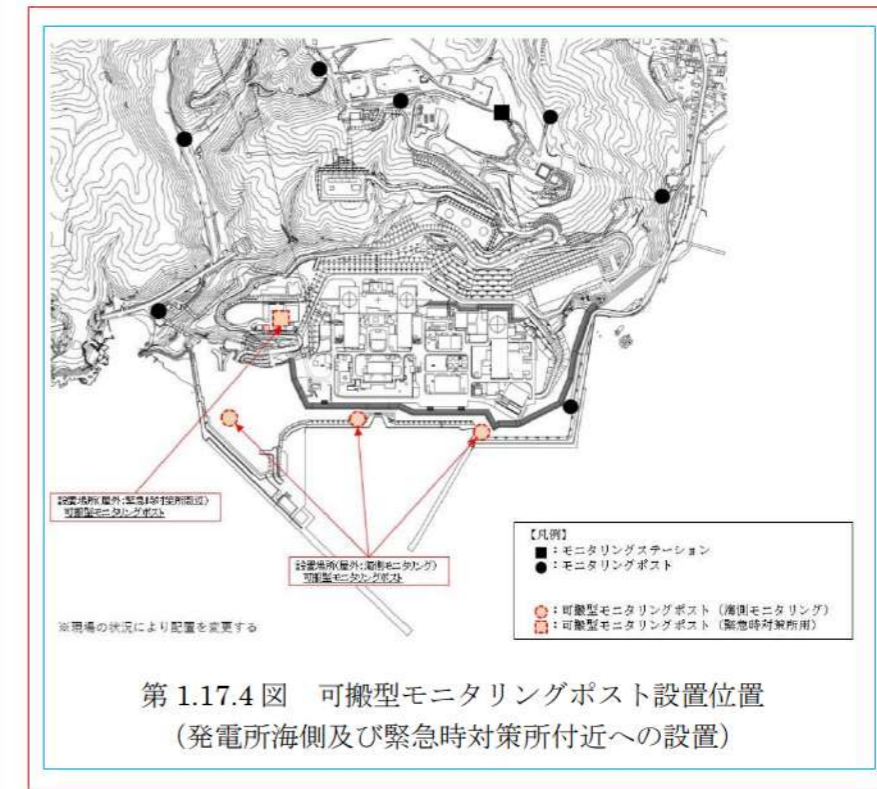 設置場所(屋外:緊急時対策所周辺)
可搬型モニタリングポスト
設置場所(屋外:海側モニタリング)
可搬型モニタリングポスト
【凡例】
■:モニタリングステーション
●:モニタリングポスト
:可搬型モニタリングポスト（海側モニタリング）
:可搬型モニタリングポスト（緊急時対策所用）
※現場の状況により配置を変更する
第 1.17.4 図　可搬型モニタリングポスト設置位置
（発電所海側及び緊急時対策所付近への設置）